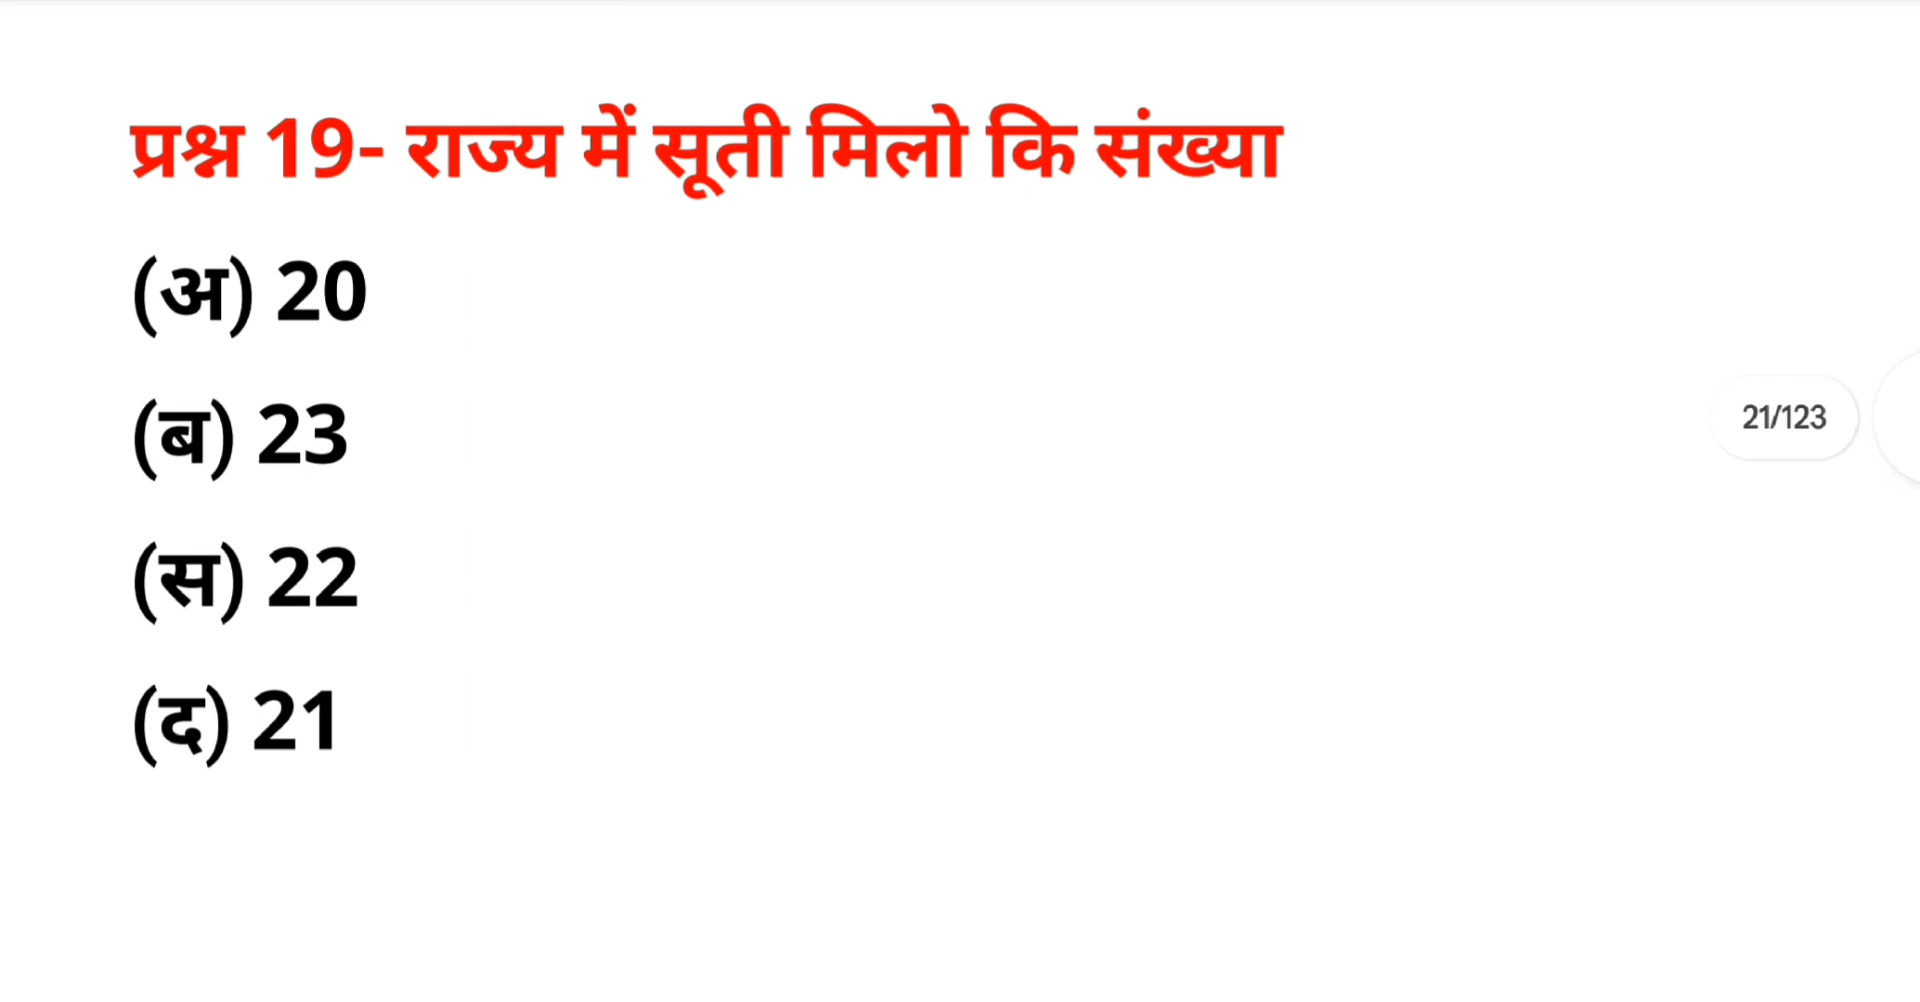 प्रश्न 19- राज्य में सूती मिलो कि संख्या
(अ) 20
(ब) 23
21/123
(स) 22
(द) 21